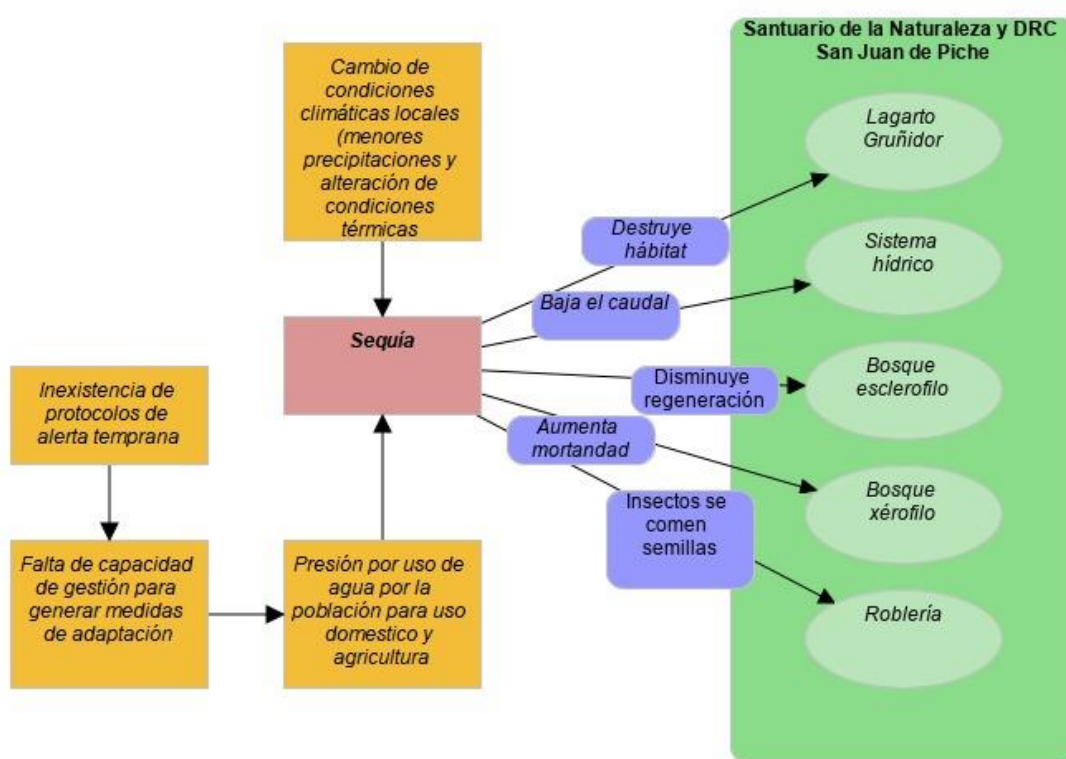 Santuario de la Naturaleza y DRC
San Juan de Piche
Cambio de
condiciones
climáticas locales
(menores
precipitaciones y
alteración de
condiciones
térmicas
Lagarto
Gruñidor
Destruye
hábitat
Sistema
hídrico
Baja el caudal
Sequía
Inexistencia de
protocolos de
alerta temprana
Disminuye
regeneración
Bosque
esclerofilo
Aumenta
mortandad
Bosque
xérofilo
Insectos se
comen
semillas
Falta de capacidad
de gestión para
generar medidas
de adaptación
Presión por uso de
agua por la
población para uso
domestico y
agricultura
Roblería